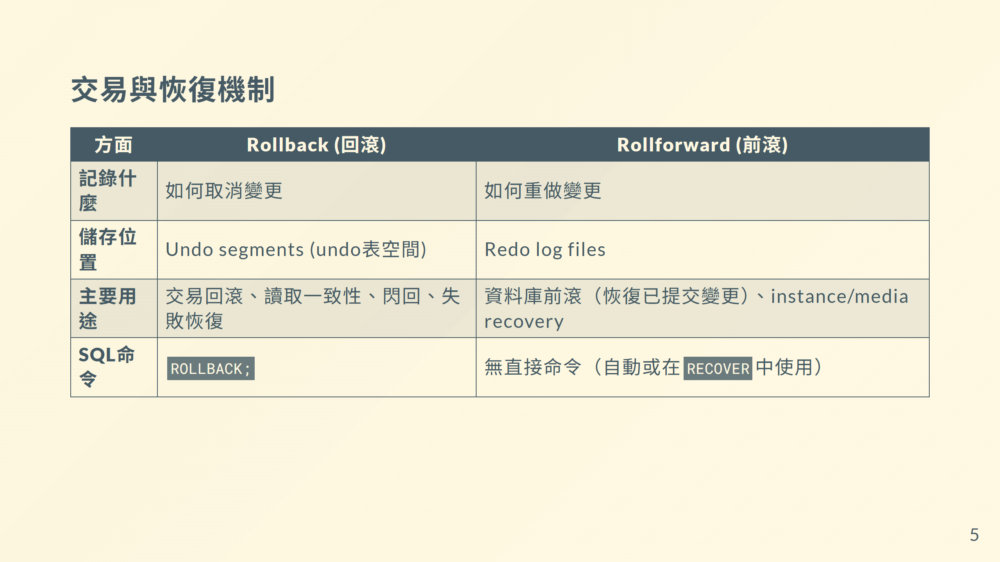 交易與恢復機制
方面 Rollback (回滾) Rollforward (前滾)
記錄什麼 如何取消變更 如何重做變更
儲存位置 Undo segments (undo表空間) Redo log files
主要用途 交易回滾、讀取一致性、閃回、失敗恢復 資料庫前滾（恢復已提交變更）、instance/media recovery
SQL命令 ROLLBACK; 無直接命令（自動或在 RECOVER 中使用）
5